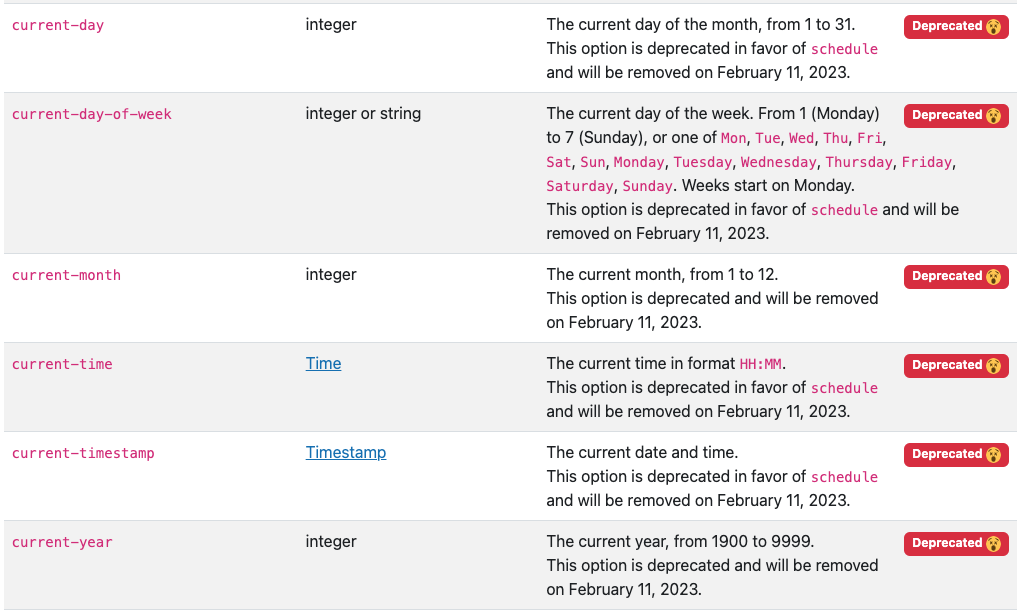 current-day integer The current day of the month, from 1 to 31. Deprecated 😵
This option is deprecated in favor of schedule
and will be removed on February 11, 2023.
current-day-of-week integer or string The current day of the week. From 1 (Monday) Deprecated 😵
to 7 (Sunday), or one of Mon, Tue, Wed, Thu, Fri,
Sat, Sun, Monday, Tuesday, Wednesday, Thursday, Friday,
Saturday, Sunday. Weeks start on Monday.
This option is deprecated in favor of schedule and will be
removed on February 11, 2023.
current-month integer The current month, from 1 to 12. Deprecated 😵
This option is deprecated and will be removed
on February 11, 2023.
current-time Time The current time in format HH:MM. Deprecated 😵
This option is deprecated in favor of schedule
and will be removed on February 11, 2023.
current-timestamp Timestamp The current date and time. Deprecated 😵
This option is deprecated in favor of schedule
and will be removed on February 11, 2023.
current-year integer The current year, from 1900 to 9999. Deprecated 😵
This option is deprecated and will be removed
on February 11, 2023.